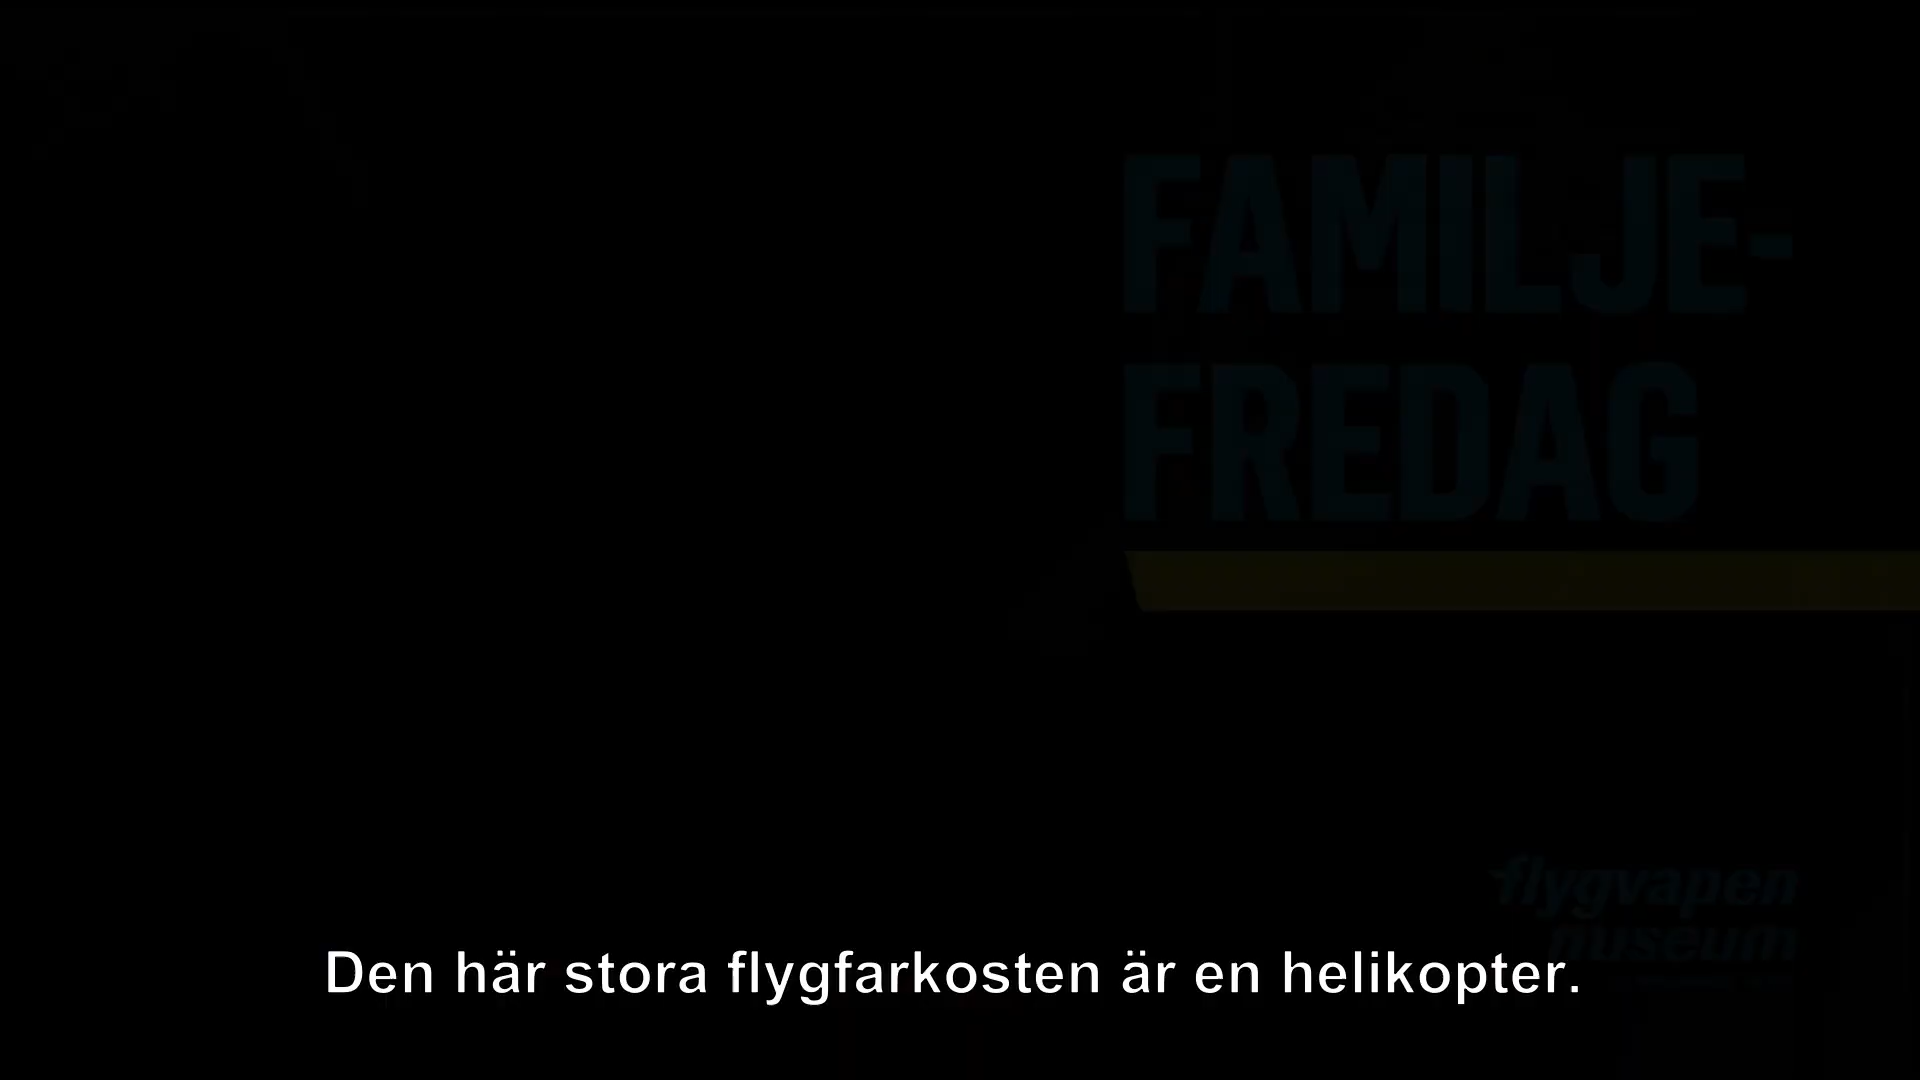 FAMILJE-
FREDAG
flygvapen
museum
Den här stora flygfarkosten är en helikopter.